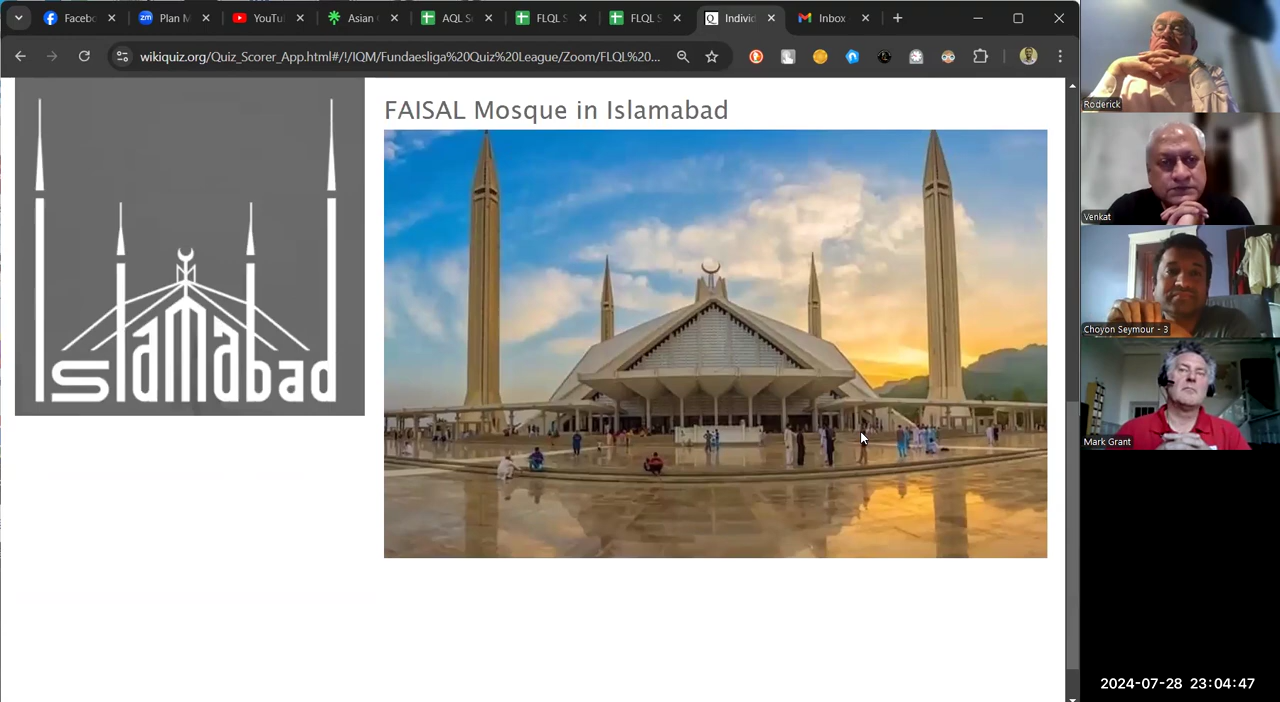 Facebo
Plan M
YouTu
Asian
AQL S
FLQL S
FLQL S
Individ
Inbox
wikiquiz.org/Quiz_Scorer_App.html#/!/IQM/Fundaesliga%20Quiz%20League/Zoom/FLQL%20...
FAISAL Mosque in Islamabad
Islamabad
Roderick
Venkat
Choyon Seymour - 3
Mark Grant
2024-07-28 23:04:47